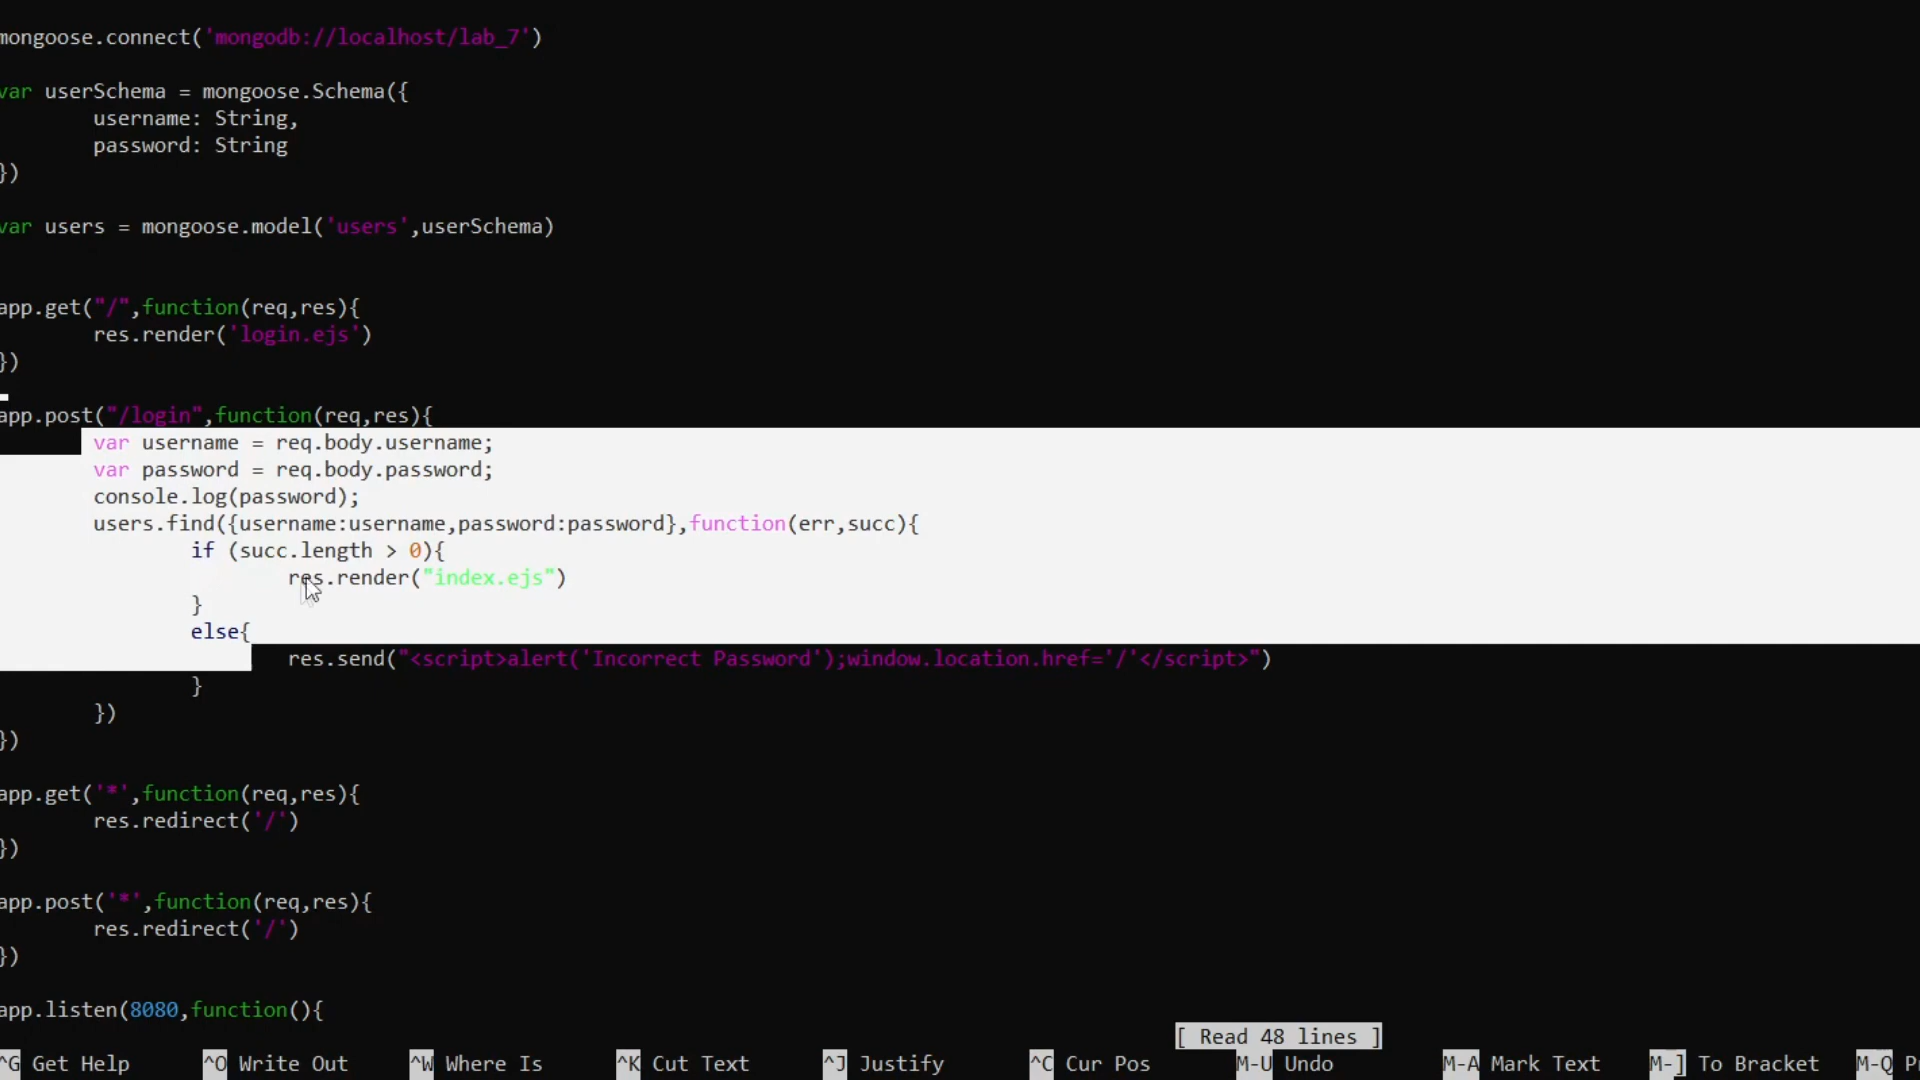 mongoose.connect('mongodb://localhost/lab_7')
var userSchema = mongoose.Schema({
username: String,
password: String
})
var users = mongoose.model('users',userSchema)
app.get("/",function(req,res){
res.render('login.ejs')
})
app.post("/login",function(req,res){
var username = req.body.username;
var password = req.body.password;
console.log(password);
users.find({username:username,password:password},function(err,succ){
if (succ.length > 0){
res.render("index.ejs")
}
else{
res.send("<script>alert('Incorrect Password');window.location.href='/'</script>")
}
})
})
app.get('*',function(req,res){
res.redirect('/')
})
app.post('*',function(req,res){
res.redirect('/')
})
app.listen(8080,function(){
[ Read 48 lines ]
^G Get Help ^O Write Out ^W Where Is ^K Cut Text ^J Justify ^C Cur Pos M-U Undo M-A Mark Text M-] To Bracket M-Q